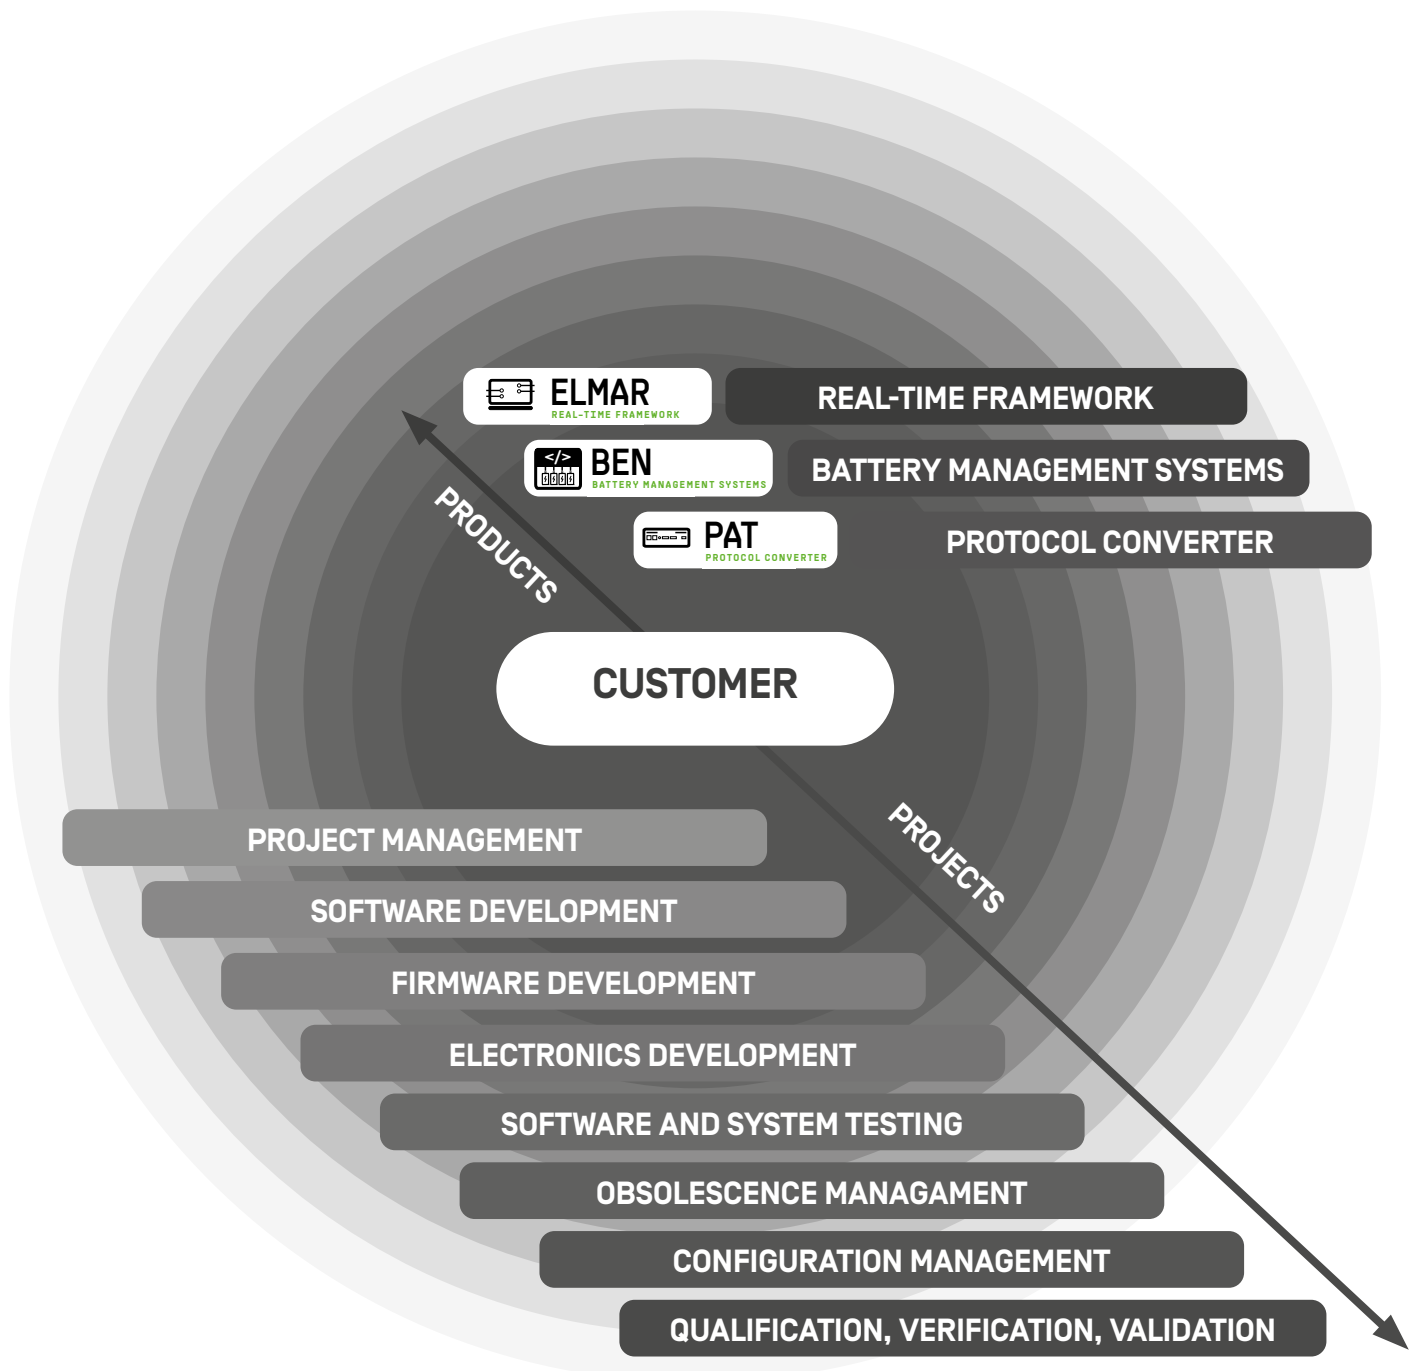 ELMAR
REAL-TIME FRAMEWORK
REAL-TIME FRAMEWORK
</>
BEN
BATTERY MANAGEMENT SYSTEMS
BATTERY MANAGEMENT SYSTEMS
PAT
PROTOCOL CONVERTER
PROTOCOL CONVERTER
PRODUCTS
CUSTOMER
PROJECTS
PROJECT MANAGEMENT
SOFTWARE DEVELOPMENT
FIRMWARE DEVELOPMENT
ELECTRONICS DEVELOPMENT
SOFTWARE AND SYSTEM TESTING
OBSOLESCENCE MANAGAMENT
CONFIGURATION MANAGEMENT
QUALIFICATION, VERIFICATION, VALIDATION